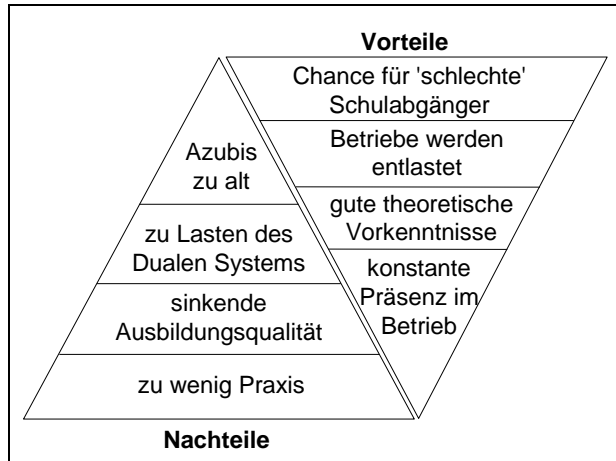 Vorteile
Chance für 'schlechte'
Schulabgänger
Betriebe werden
entlastet
gute theoretische
Vorkenntnisse
konstante
Präsenz im
Betrieb
Azubis
zu alt
zu Lasten des
Dualen Systems
sinkende
Ausbildungsqualität
zu wenig Praxis
Nachteile